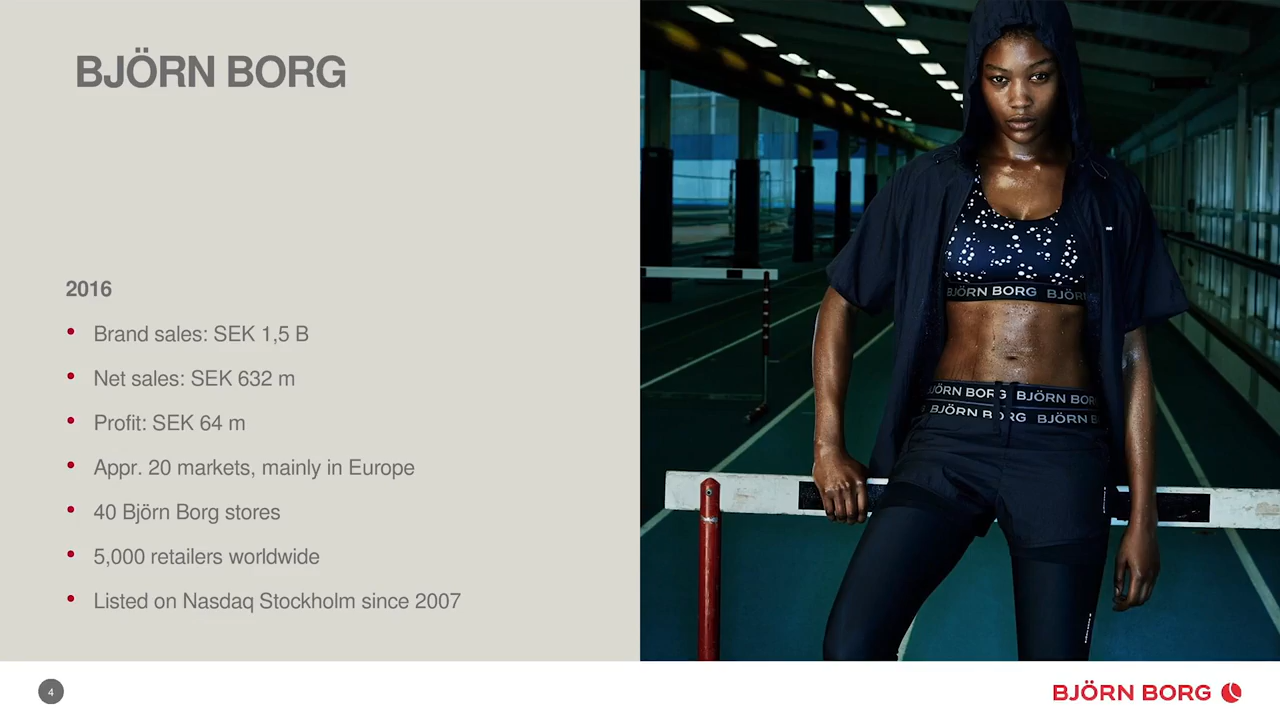 BJÖRN BORG
2016
• Brand sales: SEK 1,5 B
• Net sales: SEK 632 m
• Profit: SEK 64 m
• Appr. 20 markets, mainly in Europe
• 40 Björn Borg stores
• 5,000 retailers worldwide
• Listed on Nasdaq Stockholm since 2007
BJÖRN BORG BJÖRN
BJÖRN BORG BJÖRN BORG
BJÖRN BORG BJÖRN BORG
4
BJÖRN BORG